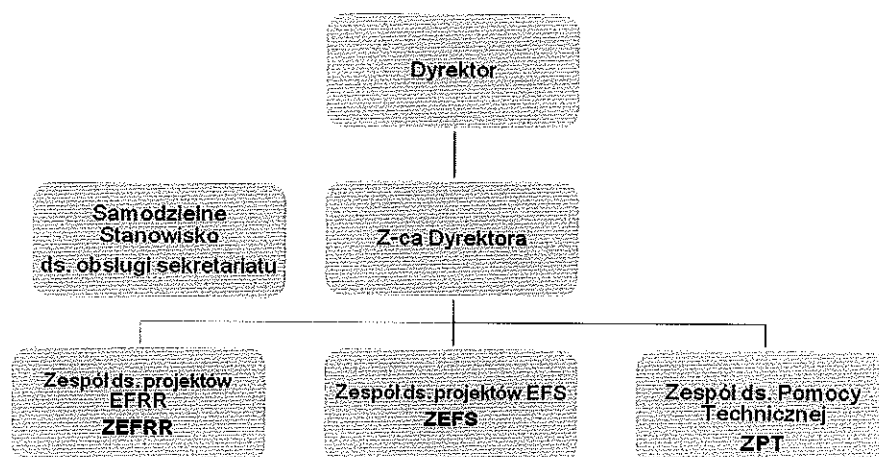 Dyrektor
Samodzielne
Stanowisko
ds. obsługi sekretariatu
Z-ca Dyrektora
Zespół ds. projektów
EFRR
ZEFRR
Zespół ds. projektów EFS
ZEFS
Zespół ds. Pomocy
Technicznej
ZPT